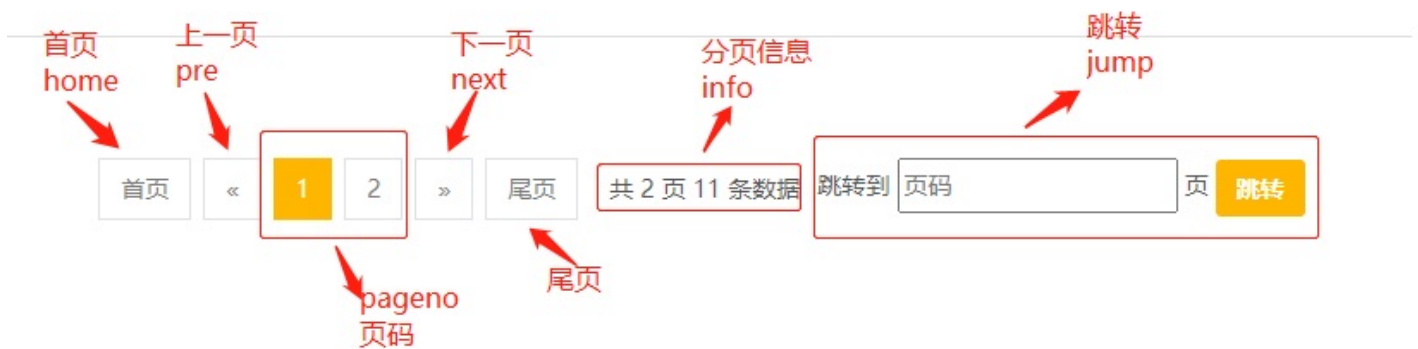 首页
home
上一页
pre
下一页
next
分页信息
info
跳转
jump
首页 « 1 2 » 尾页 共 2 页 11 条数据 跳转到 页码 页 跳转
尾页
pageno
页码